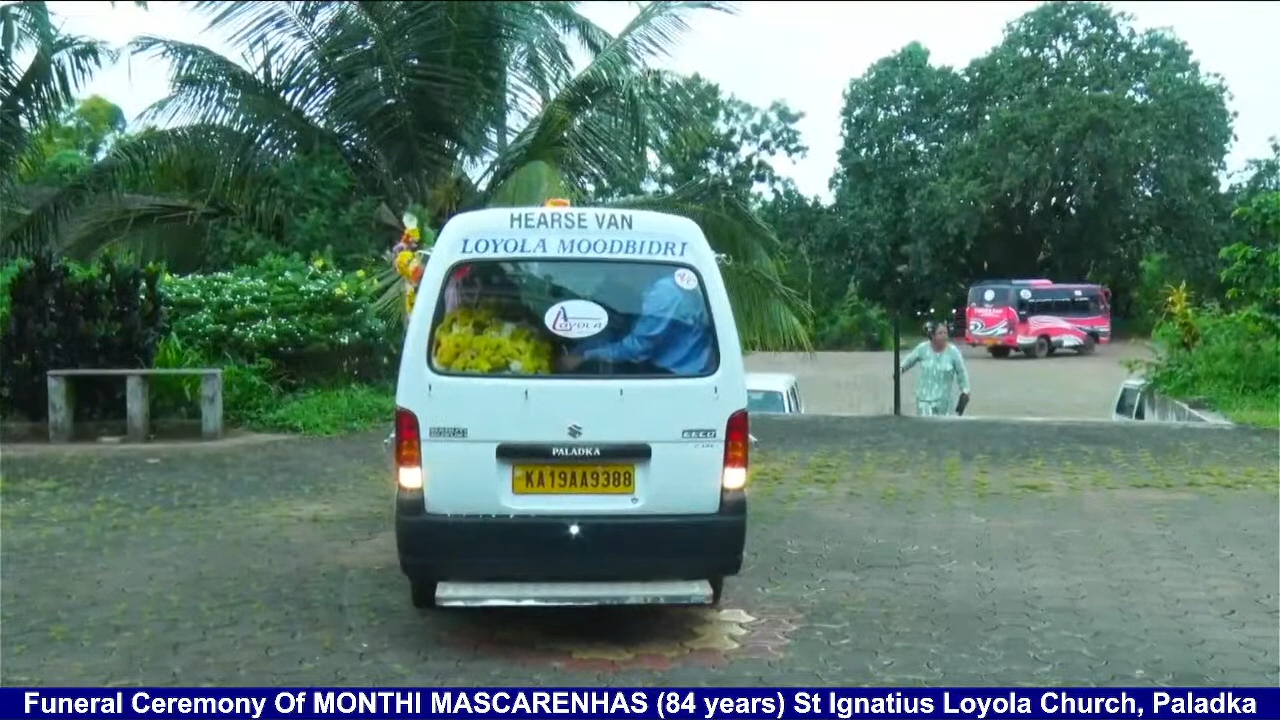 HEARSE VAN
LOYOLA MOODBIDRI
LOYOLA
EECO
PALADKA
KA19AA9388
Funeral Ceremony Of MONTHI MASCARENHAS (84 years) St Ignatius Loyola Church, Paladka